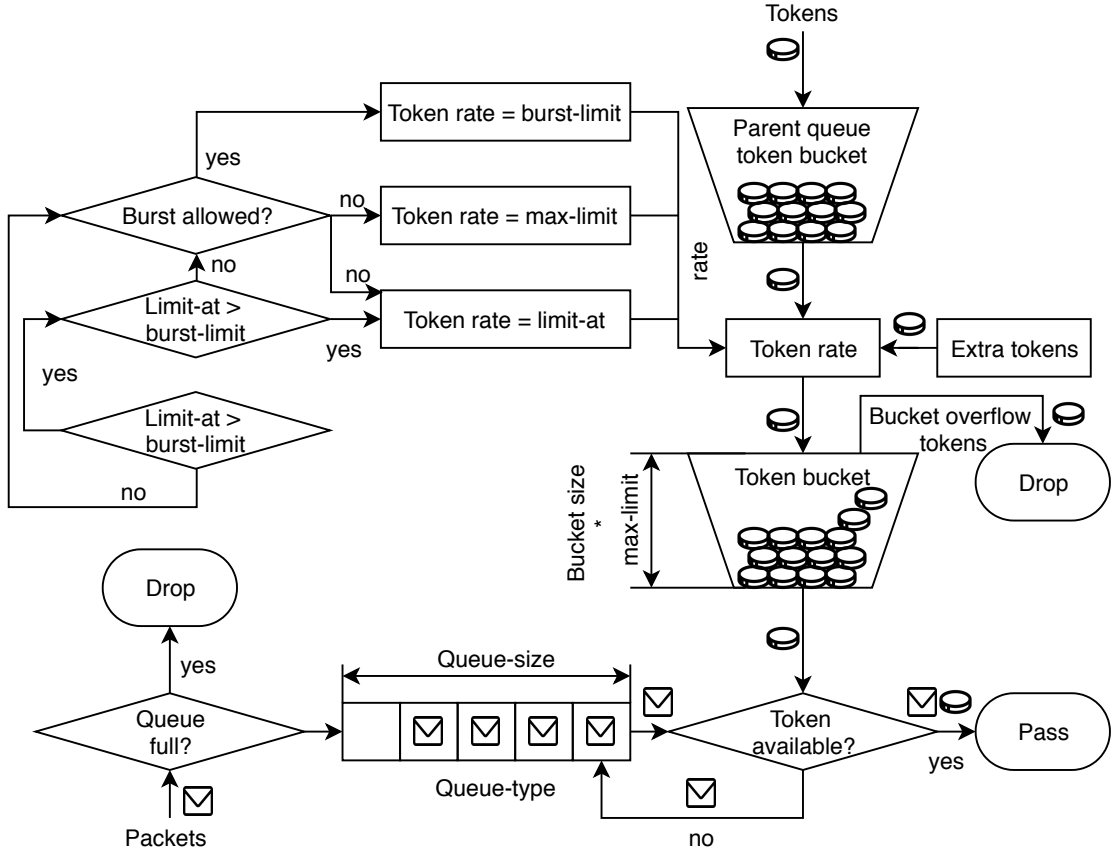 Tokens
Token rate = burst-limit
Parent queue
token bucket
yes
Burst allowed?
no
Token rate = max-limit
rate
no
no
Limit-at >
burst-limit
yes
Token rate = limit-at
Token rate
Extra tokens
yes
Limit-at >
burst-limit
no
Bucket overflow
tokens
Drop
Token bucket
Bucket size
*
max-limit
Drop
yes
Queue
full?
Packets
Queue-size
Queue-type
Token
available?
no
yes
Pass